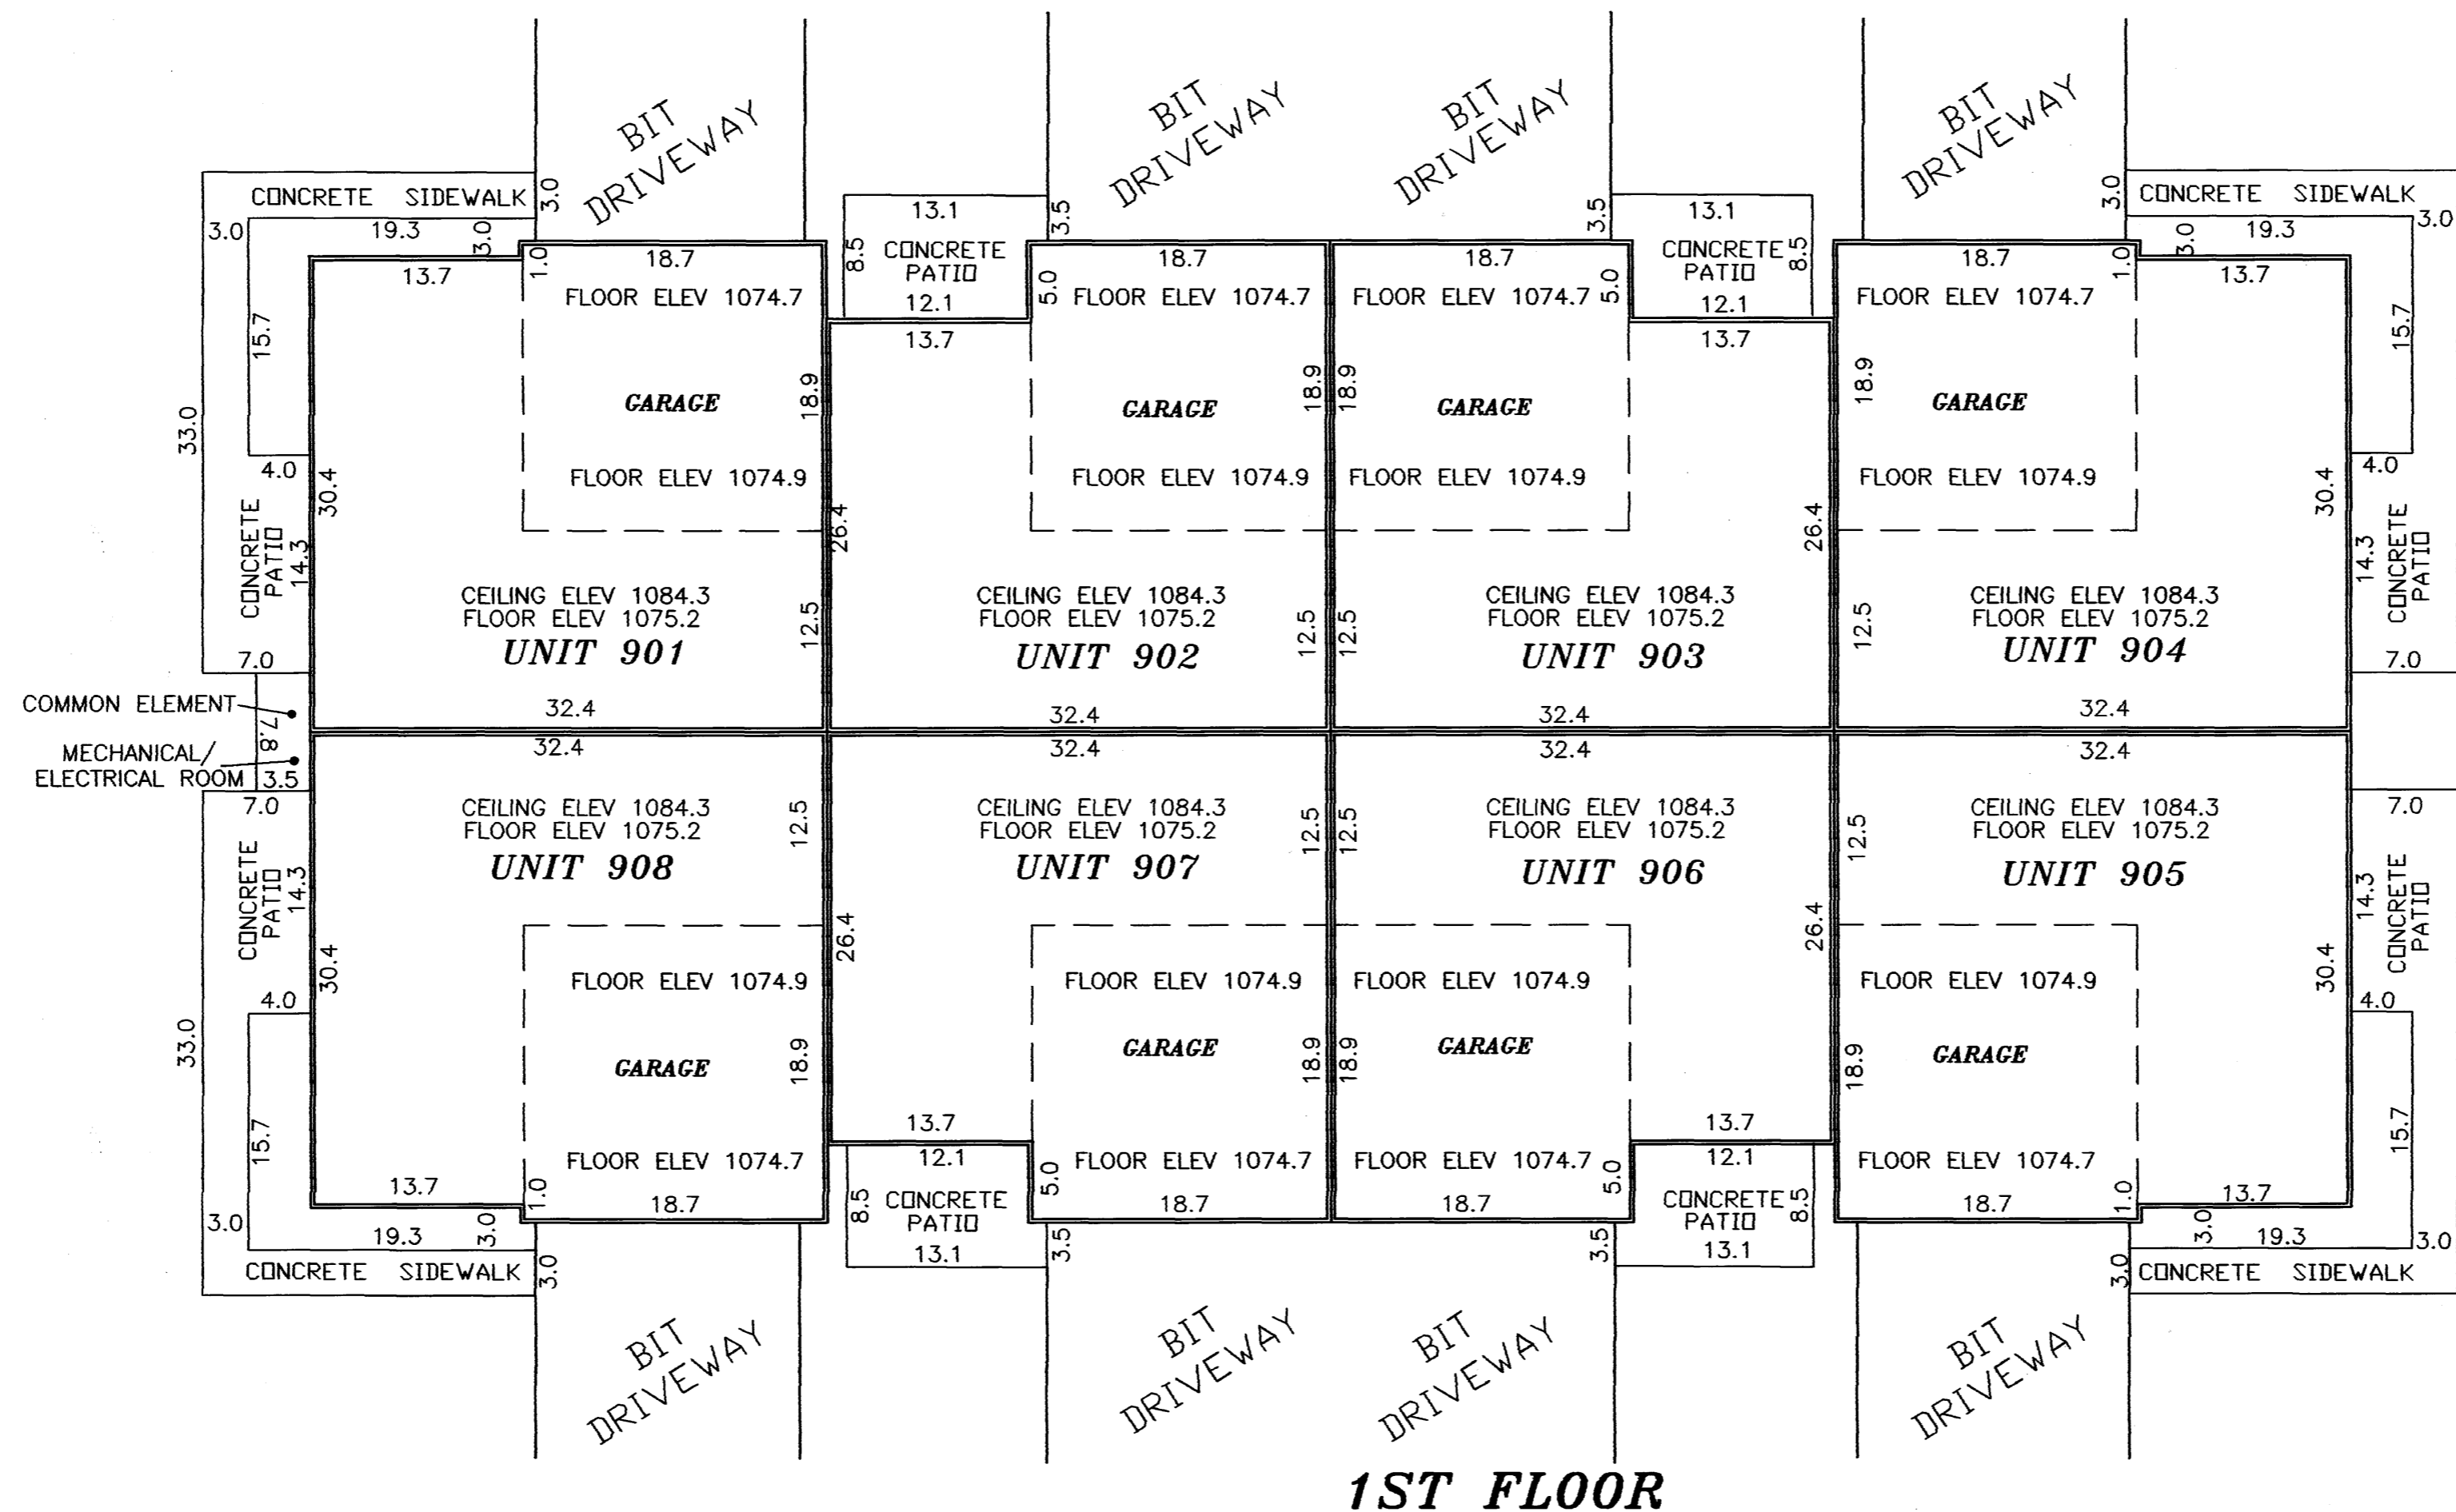 BIT
DRIVEWAY
BIT
DRIVEWAY
BIT
DRIVEWAY
BIT
DRIVEWAY
CONCRETE SIDEWALK
3.0
3.0
19.3
3.0
13.7
1.0
18.7
FLOOR ELEV 1074.7
15.7
33.0
4.0
30.4
CONCRETE
PATIO
14.3
7.0
GARAGE
18.9
FLOOR ELEV 1074.9
26.4
CEILING ELEV 1084.3
FLOOR ELEV 1075.2
UNIT 901
12.5
32.4
13.1
3.5
8.5
CONCRETE
PATIO
12.1
5.0
13.7
18.7
FLOOR ELEV 1074.7
GARAGE
18.9
FLOOR ELEV 1074.9
CEILING ELEV 1084.3
FLOOR ELEV 1075.2
UNIT 902
12.5
32.4
3.5
13.1
8.5
CONCRETE
PATIO
12.1
18.7
5.0
13.7
FLOOR ELEV 1074.7
18.9
GARAGE
FLOOR ELEV 1074.9
26.4
CEILING ELEV 1084.3
FLOOR ELEV 1075.2
UNIT 903
12.5
32.4
3.0
CONCRETE SIDEWALK
3.0
3.0
19.3
18.7
1.0
13.7
FLOOR ELEV 1074.7
18.9
GARAGE
FLOOR ELEV 1074.9
15.7
30.4
4.0
14.3
CONCRETE
PATIO
7.0
CEILING ELEV 1084.3
FLOOR ELEV 1075.2
UNIT 904
12.5
32.4
COMMON ELEMENT
7.8
MECHANICAL/
ELECTRICAL ROOM
3.5
7.0
32.4
CEILING ELEV 1084.3
FLOOR ELEV 1075.2
UNIT 908
12.5
CONCRETE
PATIO
14.3
30.4
4.0
33.0
15.7
FLOOR ELEV 1074.9
GARAGE
18.9
FLOOR ELEV 1074.7
13.7
1.0
18.7
3.0
3.0
19.3
CONCRETE SIDEWALK
3.0
32.4
CEILING ELEV 1084.3
FLOOR ELEV 1075.2
UNIT 907
12.5
26.4
FLOOR ELEV 1074.9
GARAGE
18.9
13.7
FLOOR ELEV 1074.7
12.1
5.0
18.7
8.5
CONCRETE
PATIO
13.1
3.5
32.4
CEILING ELEV 1084.3
FLOOR ELEV 1075.2
UNIT 906
12.5
26.4
FLOOR ELEV 1074.9
GARAGE
18.9
13.7
FLOOR ELEV 1074.7
5.0
12.1
18.7
CONCRETE
PATIO
8.5
3.5
13.1
32.4
7.0
CEILING ELEV 1084.3
FLOOR ELEV 1075.2
UNIT 905
12.5
14.3
CONCRETE
PATIO
30.4
4.0
FLOOR ELEV 1074.9
GARAGE
18.9
15.7
FLOOR ELEV 1074.7
1.0
13.7
18.7
3.0
19.3
3.0
3.0
CONCRETE SIDEWALK
BIT
DRIVEWAY
BIT
DRIVEWAY
BIT
DRIVEWAY
BIT
DRIVEWAY
1ST FLOOR